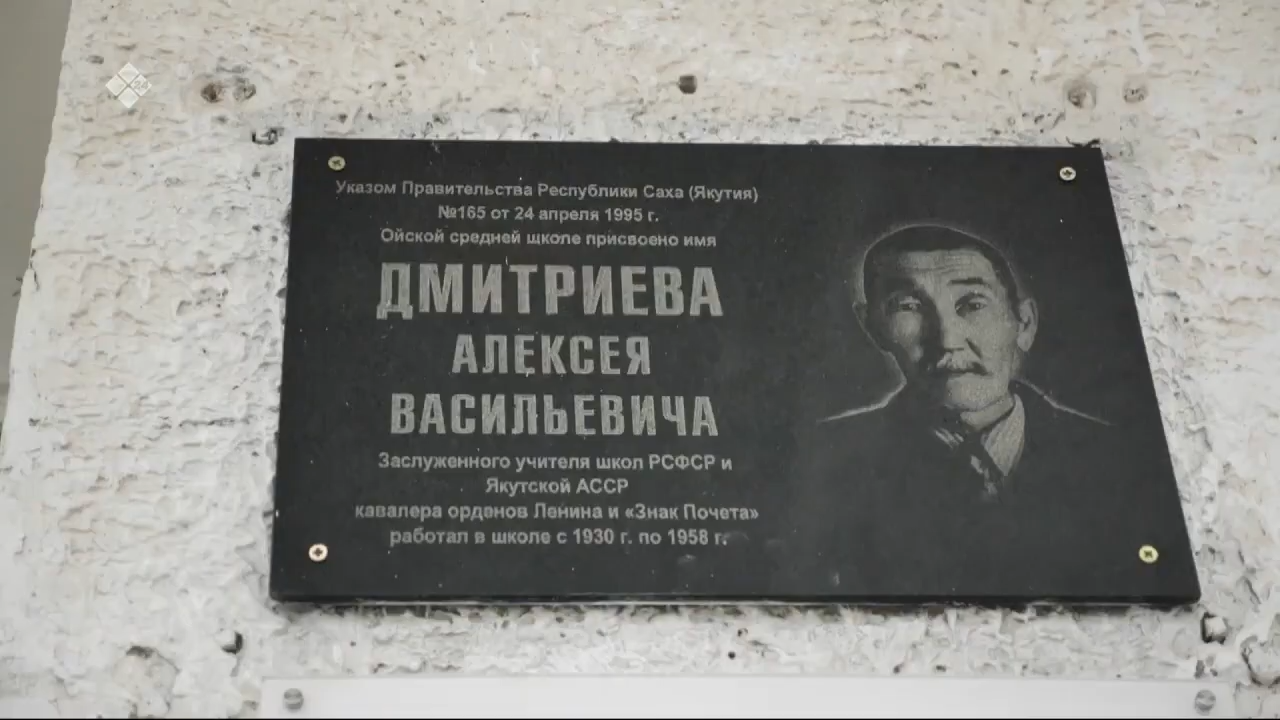 Указом Правительства Республики Саха (Якутия)
№165 от 24 апреля 1995 г.
Ойской средней школе присвоено имя
ДМИТРИЕВА
АЛЕКСЕЯ
ВАСИЛЬЕВИЧА
Заслуженного учителя школ РСФСР и
Якутской АССР
кавалера орденов Ленина и «Знак Почета»
работал в школе с 1930 г. по 1958 г.
24